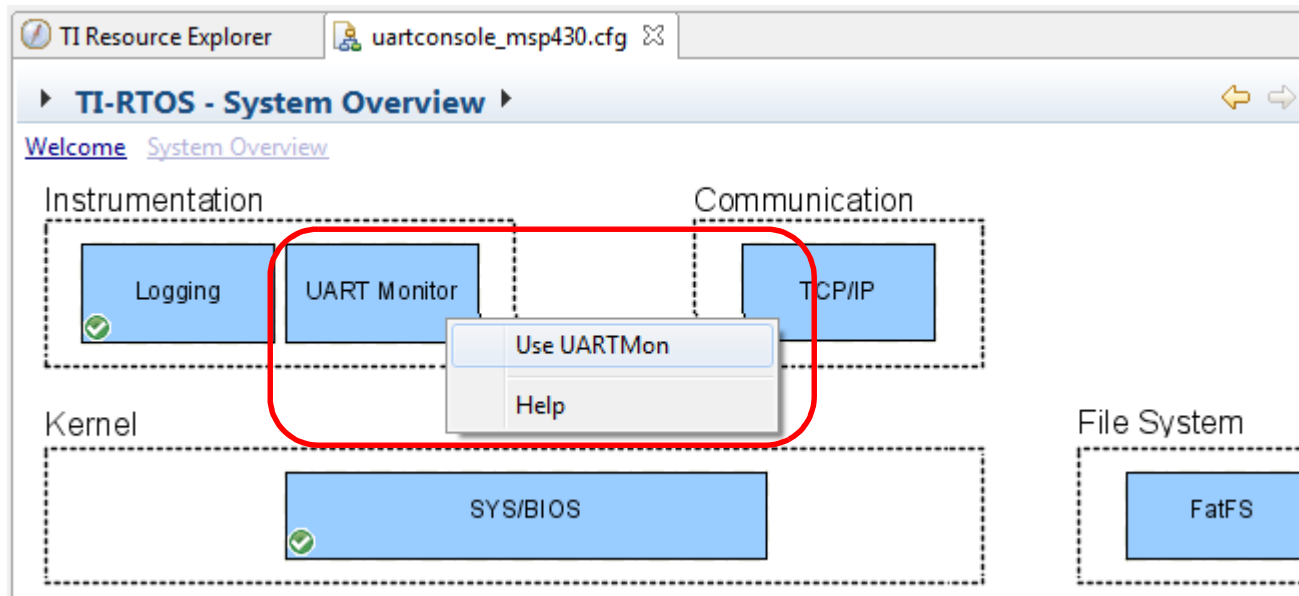 TI Resource Explorer
uartconsole_msp430.cfg
TI-RTOS - System Overview
Welcome System Overview
Instrumentation
Communication
Logging
UART Monitor
TCP/IP
Use UARTMon
Help
Kernel
File System
SYS/BIOS
FatFS